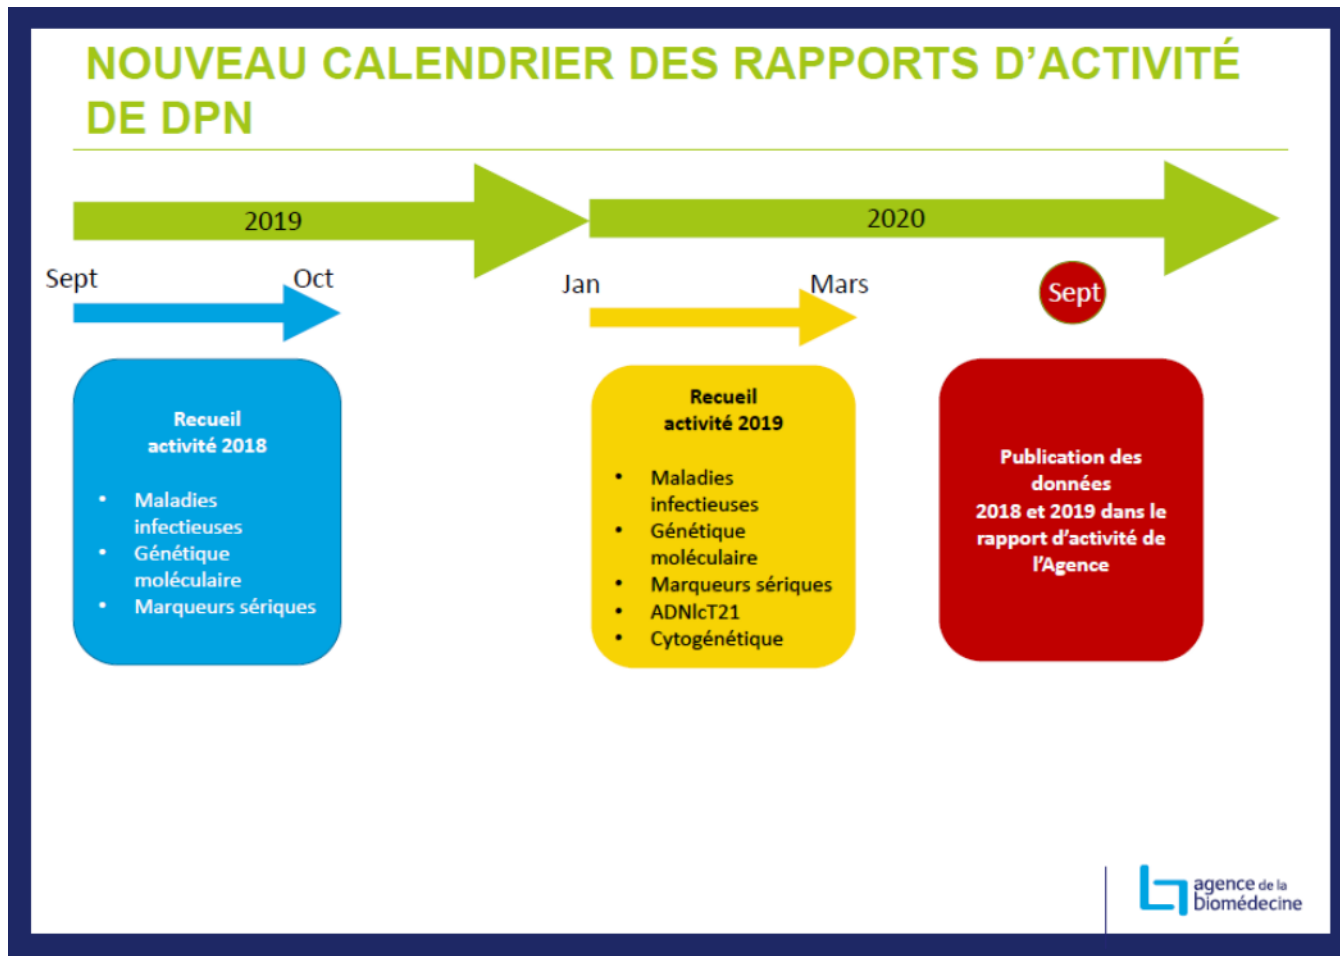 NOUVEAU CALENDRIER DES RAPPORTS D'ACTIVITÉ
DE DPN
2019
2020
Sept
Oct
Jan
Mars
Sept
Recueil
activité 2018
• Maladies
infectieuses
• Génétique
moléculaire
• Marqueurs sériques
Recueil
activité 2019
• Maladies
infectieuses
• Génétique
moléculaire
• Marqueurs sériques
• ADNlcT21
• Cytogénétique
Publication des
données
2018 et 2019 dans le
rapport d'activité de
l'Agence
agence de la
biomédecine